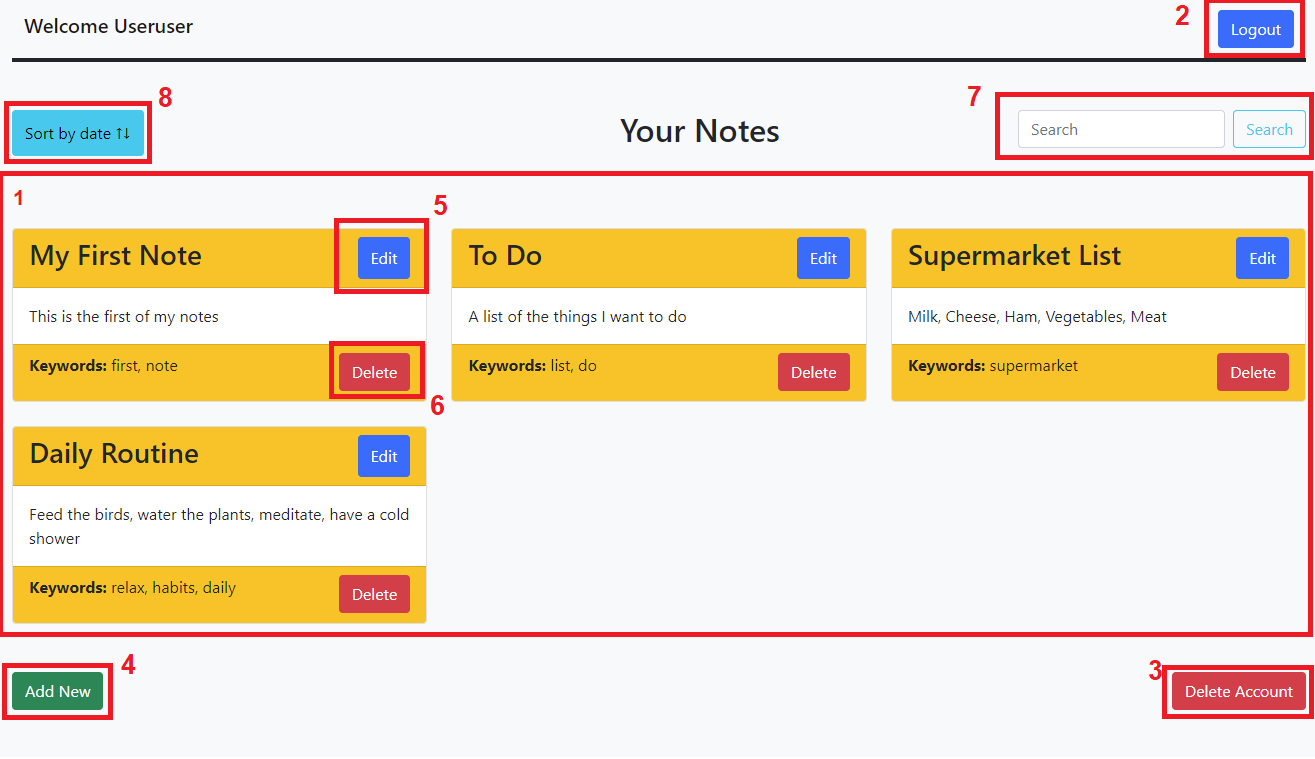 Welcome Useruser
2
Logout
8
7
Sort by date ↑↓
Your Notes
Search
Search
1
5
My First Note
Edit
To Do
Edit
Supermarket List
Edit
This is the first of my notes
A list of the things I want to do
Milk, Cheese, Ham, Vegetables, Meat
Keywords: first, note
Delete
Keywords: list, do
Delete
Keywords: supermarket
Delete
6
Daily Routine
Edit
Feed the birds, water the plants, meditate, have a cold
shower
Keywords: relax, habits, daily
Delete
4
3
Add New
Delete Account